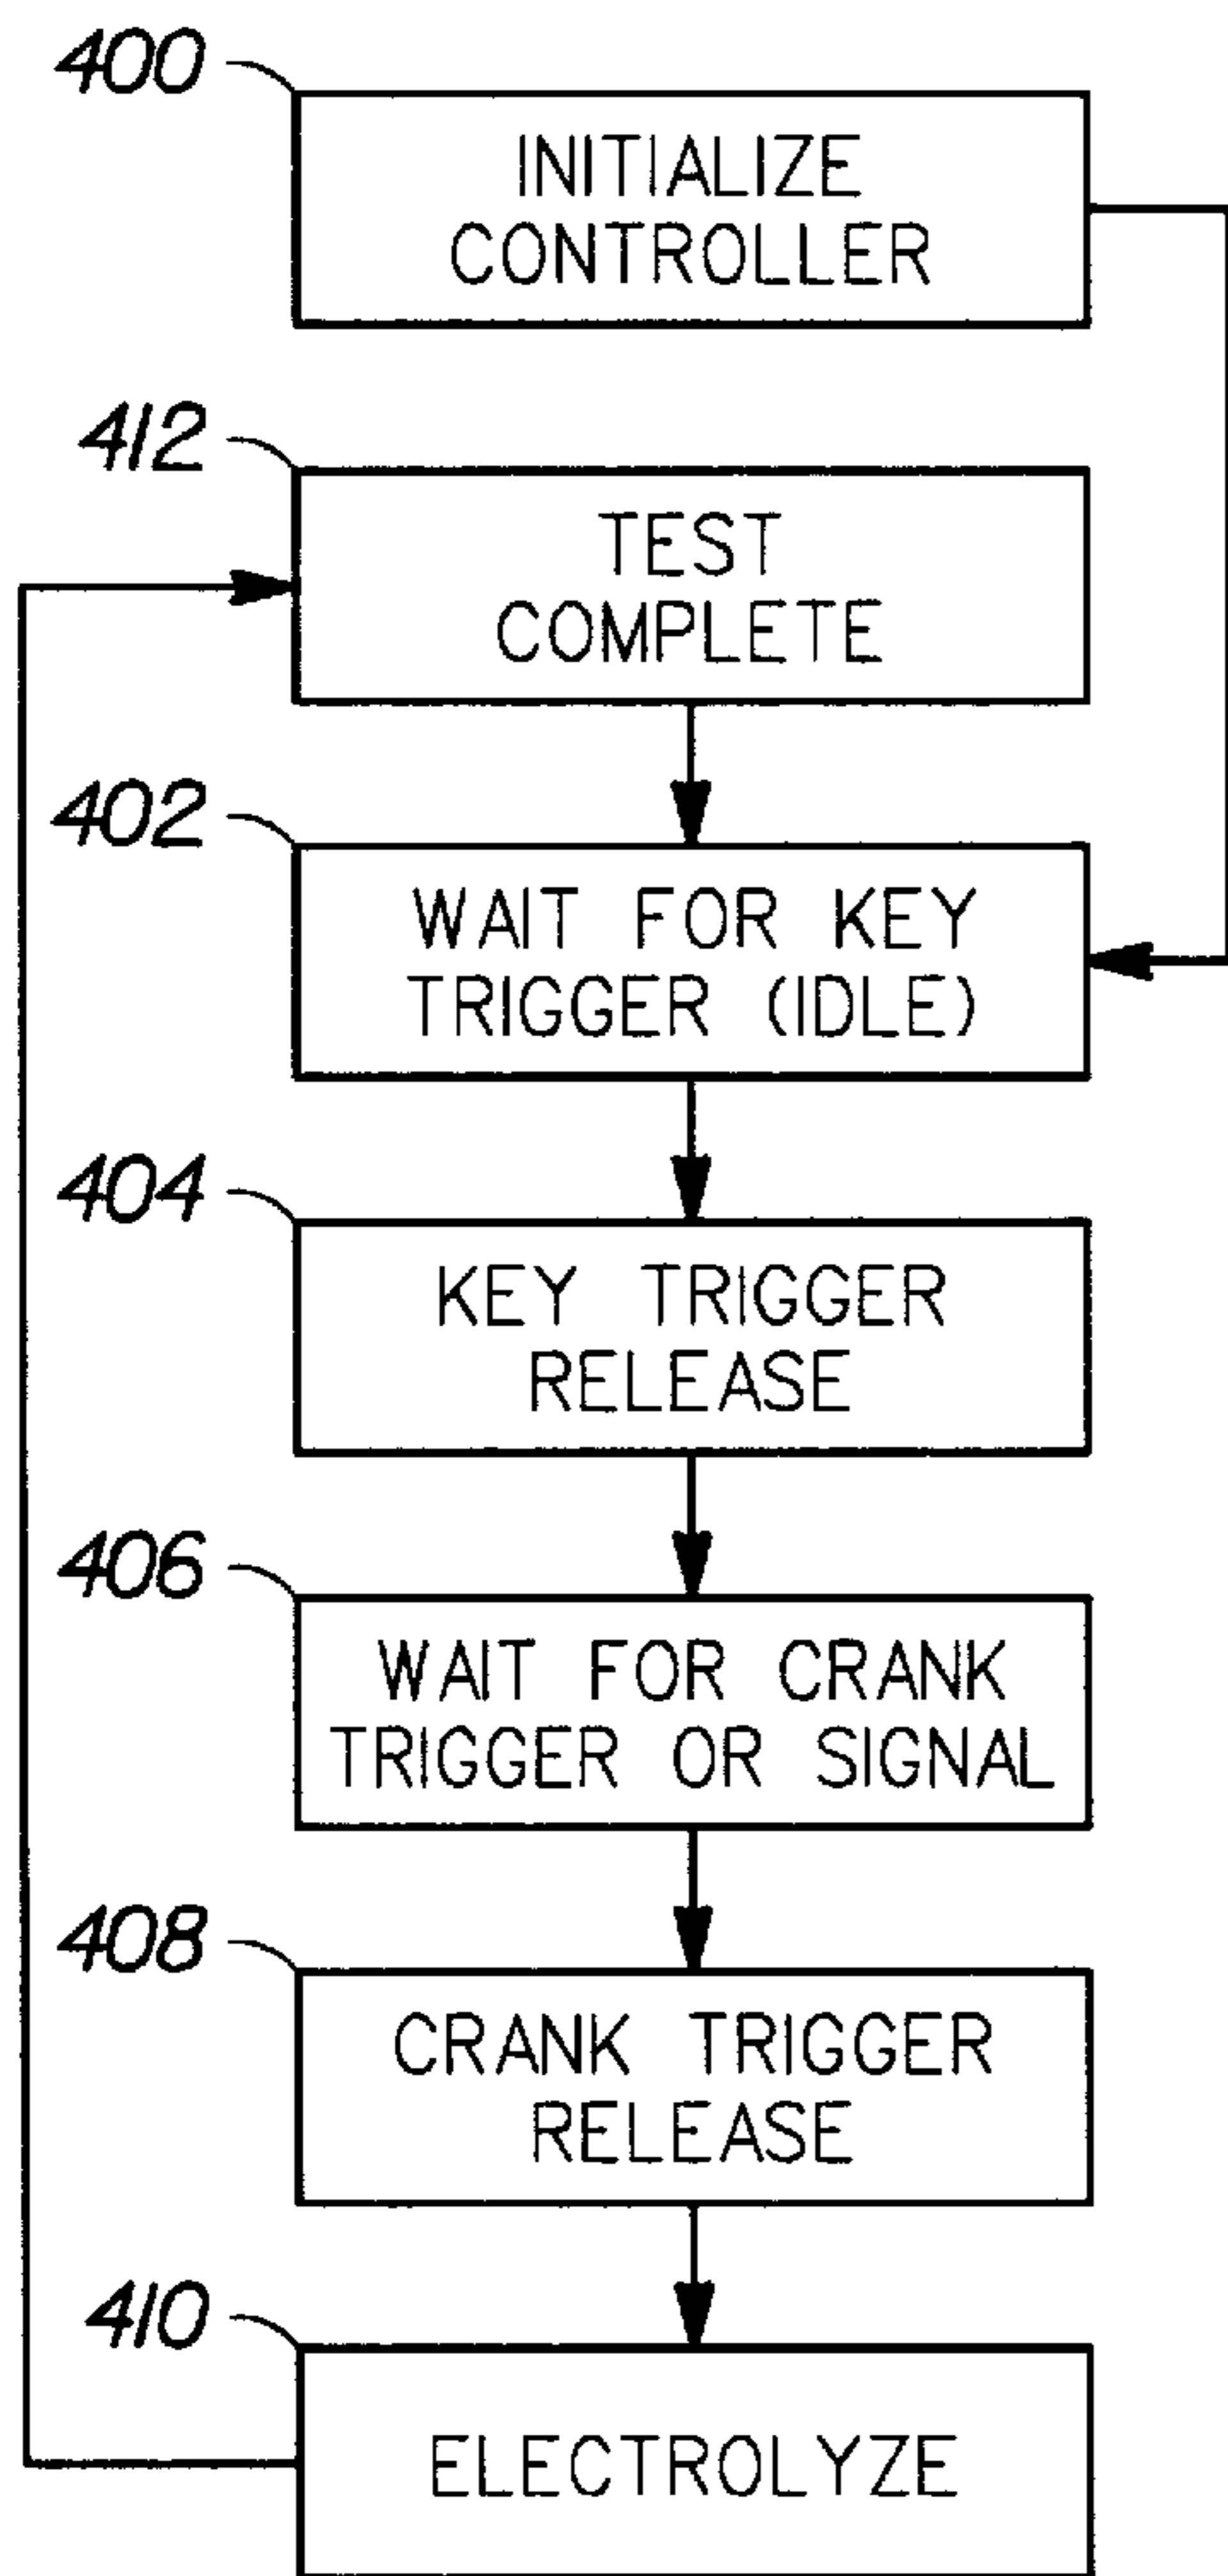 400
INITIALIZE
CONTROLLER
412
TEST
COMPLETE
402
WAIT FOR KEY
TRIGGER (IDLE)
404
KEY TRIGGER
RELEASE
406
WAIT FOR CRANK
TRIGGER OR SIGNAL
408
CRANK TRIGGER
RELEASE
410
ELECTROLYZE